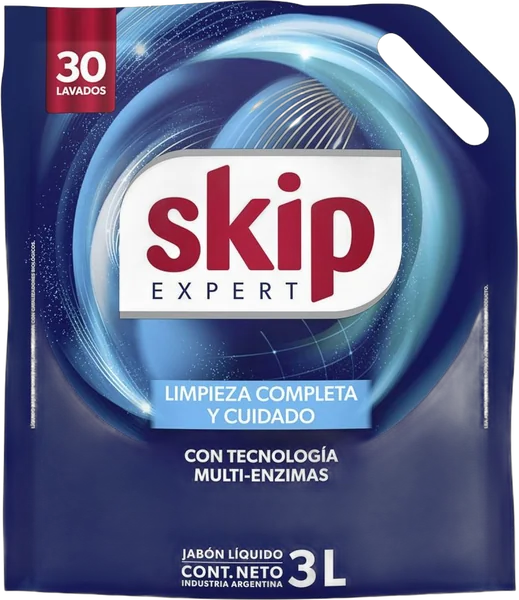 30
LAVADOS
skip
EXPERT
LIMPIEZA COMPLETA
Y CUIDADO
CON TECNOLOGÍA
MULTI-ENZIMAS
JABÓN LÍQUIDO
CONT. NETO 3L
INDUSTRIA ARGENTINA